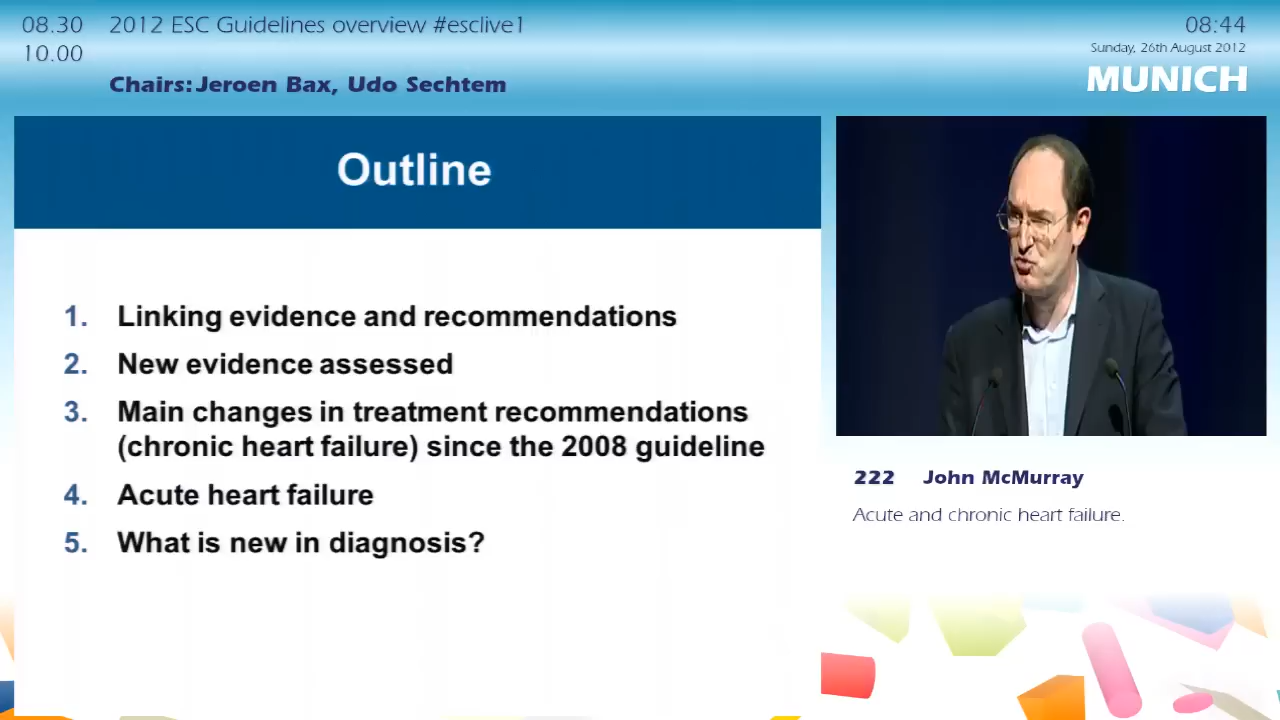 08.30 2012 ESC Guidelines overview #esclive1
10.00
Chairs: Jeroen Bax, Udo Sechtem
08:44
Sunday, 26th August 2012
MUNICH
Outline
1. Linking evidence and recommendations
2. New evidence assessed
3. Main changes in treatment recommendations
(chronic heart failure) since the 2008 guideline
4. Acute heart failure
5. What is new in diagnosis?
222 John McMurray
Acute and chronic heart failure.